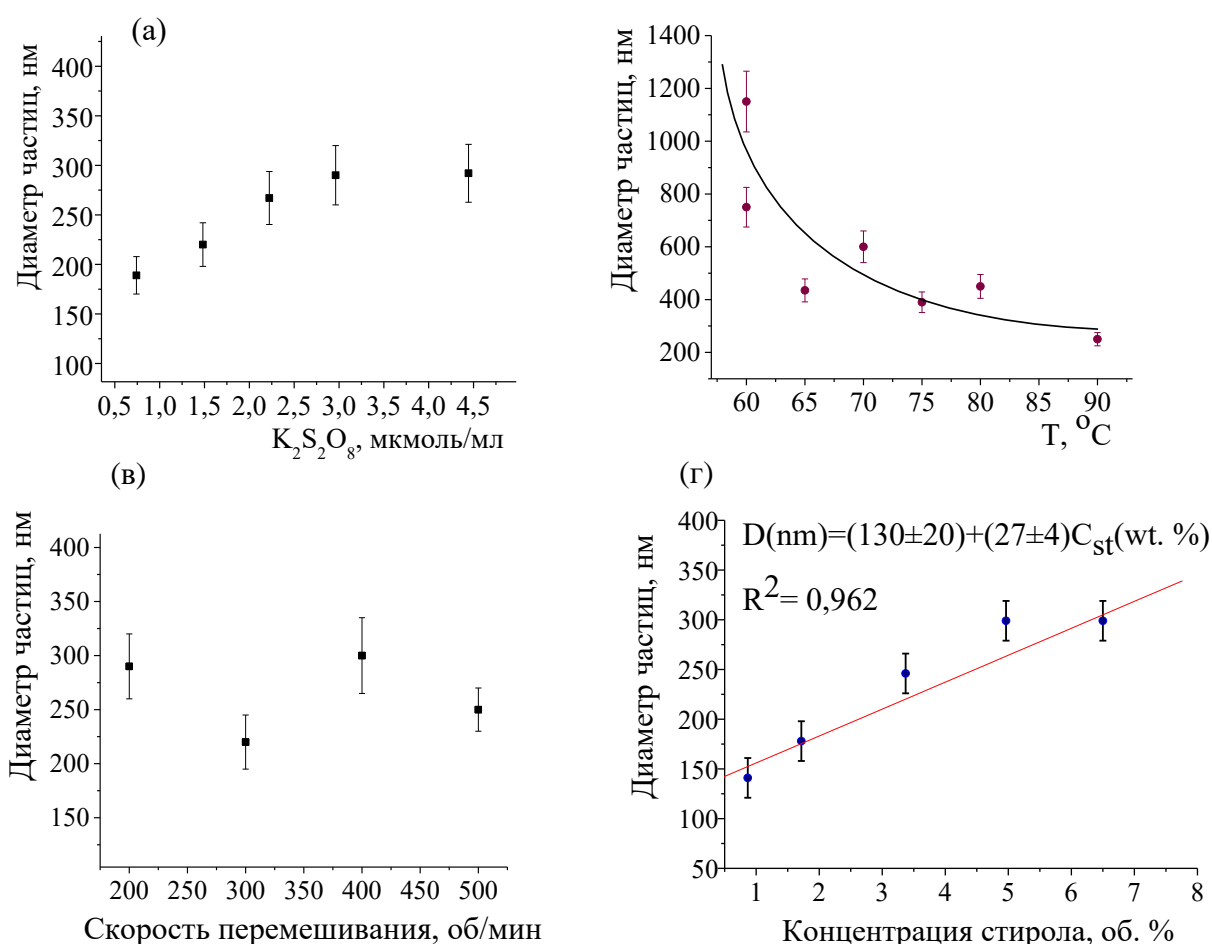 (а)
Диаметр частиц, нм
400
350
300
250
200
150
100
0,5 1,0 1,5 2,0 2,5 3,0 3,5 4,0 4,5
K₂S₂O₈, мкмоль/мл
Диаметр частиц, нм
1400
1200
1000
800
600
400
200
60 65 70 75 80 85 90
T, °C
(в)
Диаметр частиц, нм
400
350
300
250
200
150
200 250 300 350 400 450 500
Скорость перемешивания, об/мин
(г)
Диаметр частиц, нм
400
350
300
250
200
150
100
50
D(nm)=(130±20)+(27±4)Cst(wt. %)
R²= 0,962
1 2 3 4 5 6 7 8
Концентрация стирола, об. %